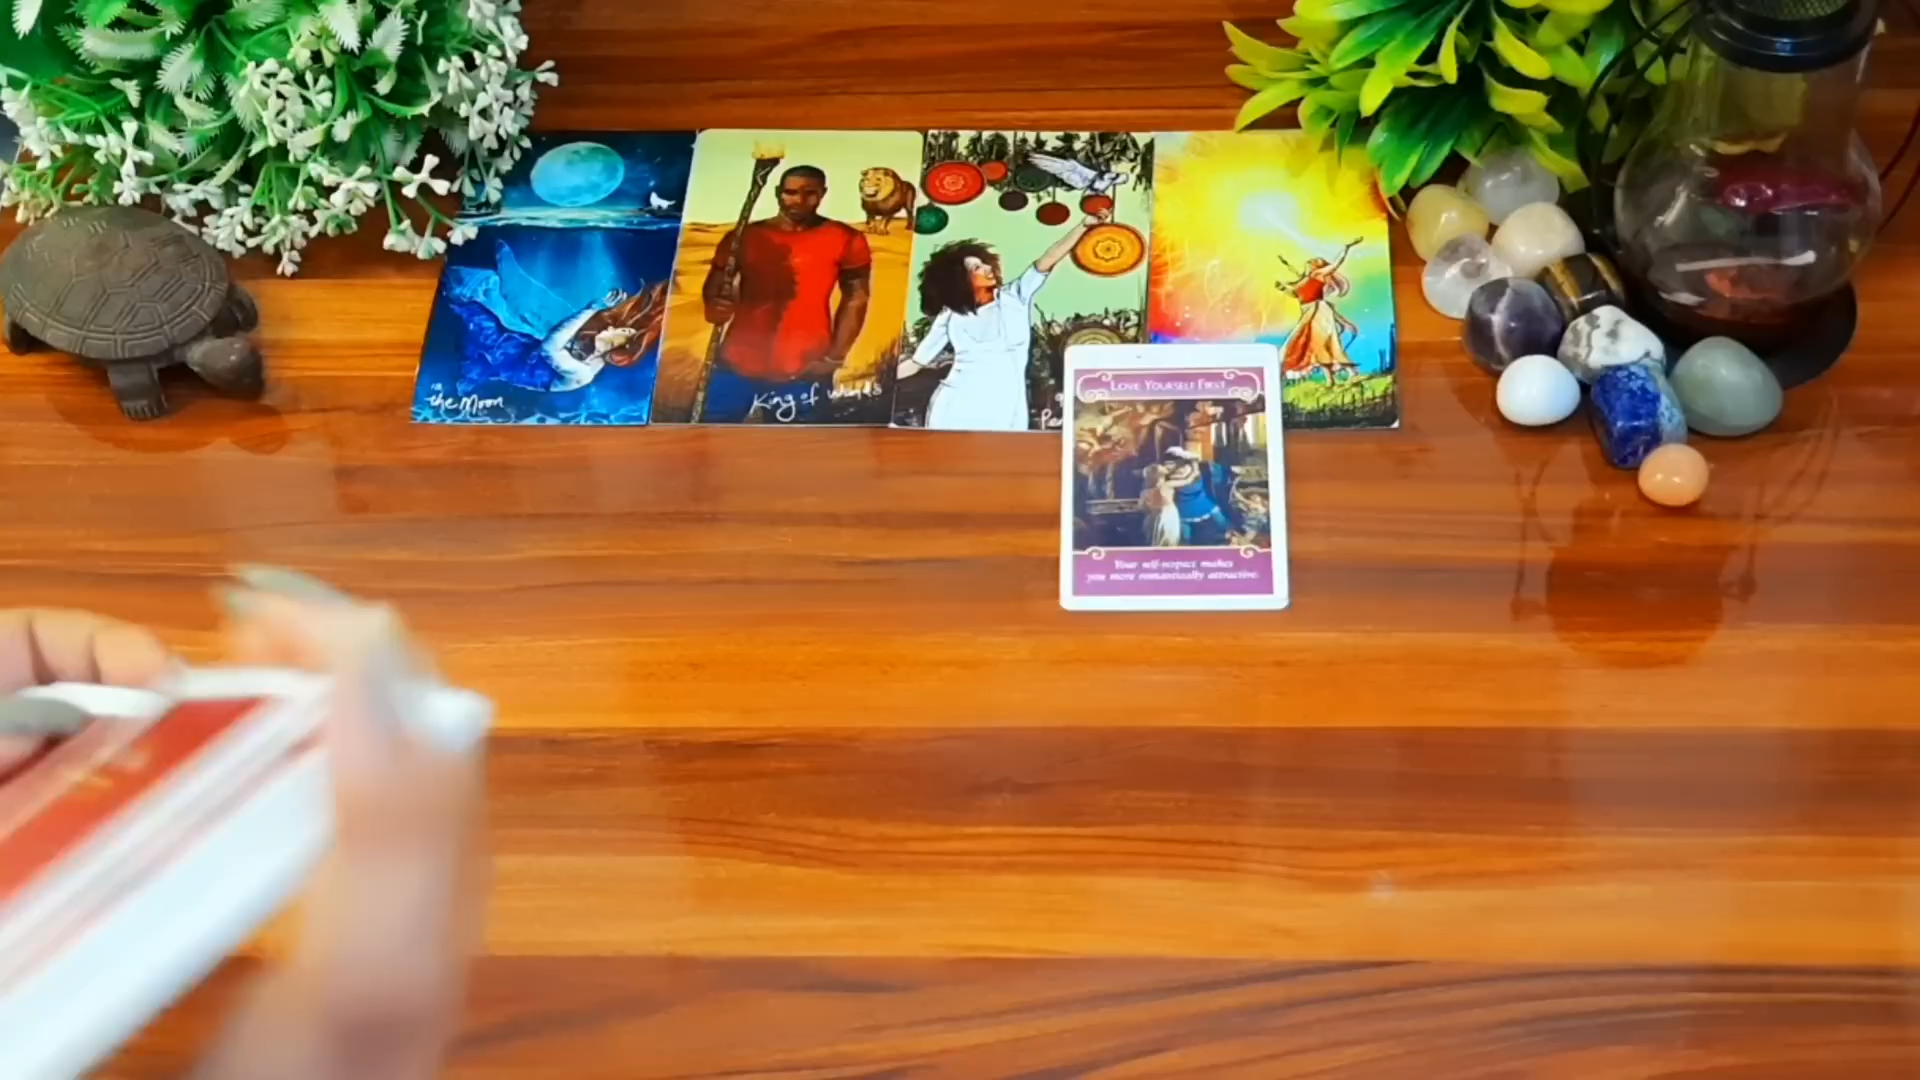 the Moon
King of Wands
LOVE YOURSELF FIRST
Your self-respect makes
you more romantically attractive.